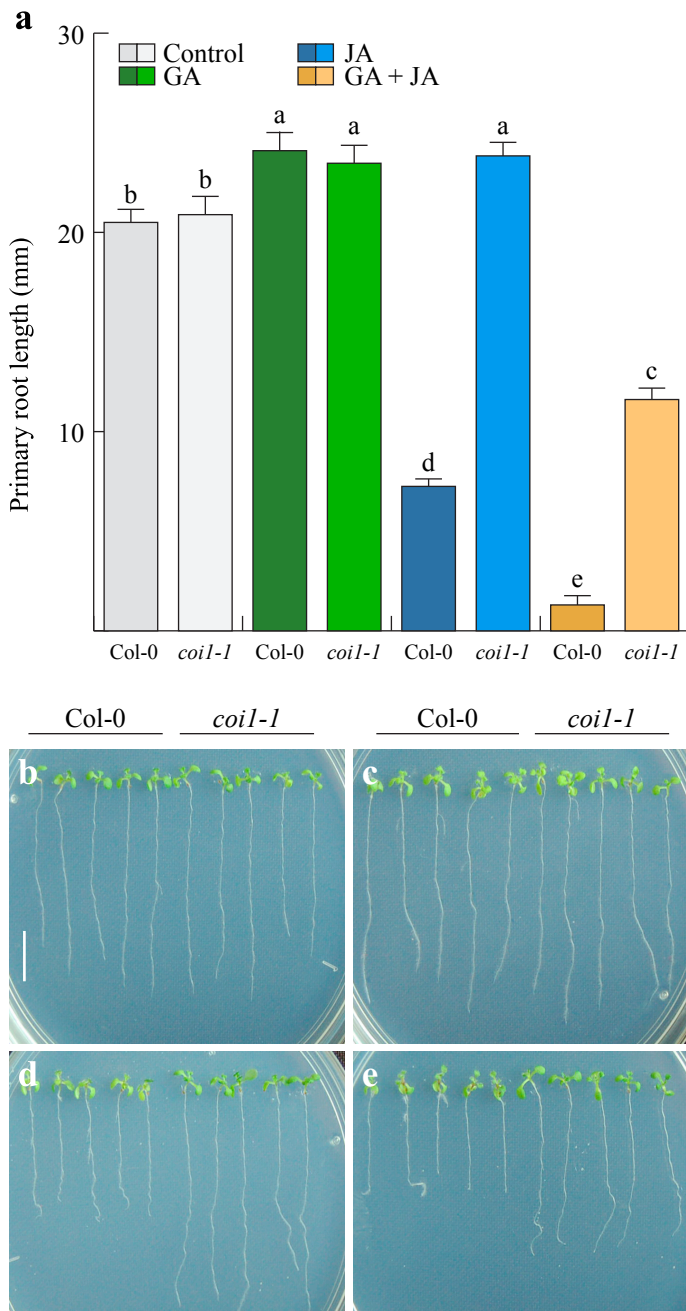 a
30
Control
JA
GA
GA + JA
a
a
a
b
b
20
c
10
d
e
Primary root length (mm)
Col-0
coi1-1
Col-0
coi1-1
Col-0
coi1-1
Col-0
coi1-1
Col-0
coi1-1
Col-0
coi1-1
b
c
d
e